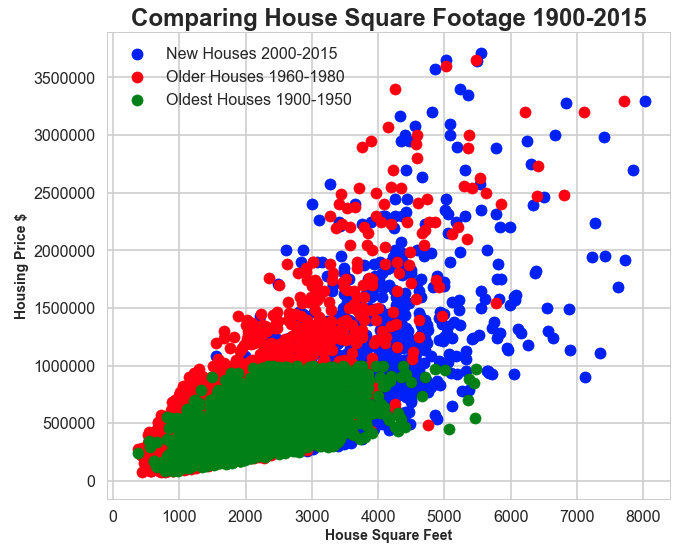 Comparing House Square Footage 1900-2015
New Houses 2000-2015
Older Houses 1960-1980
Oldest Houses 1900-1950
3500000
3000000
2500000
2000000
1500000
1000000
500000
0
Housing Price $
0 1000 2000 3000 4000 5000 6000 7000 8000
House Square Feet